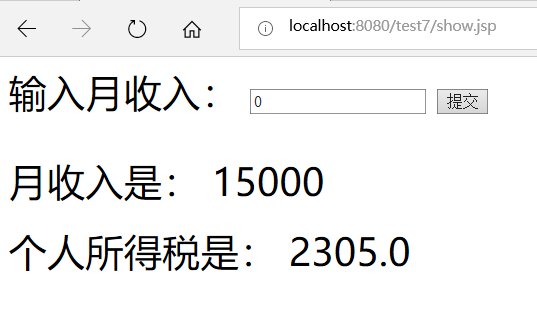 localhost:8080/test7/show.jsp
输入月收入： 0 提交
月收入是： 15000
个人所得税是： 2305.0